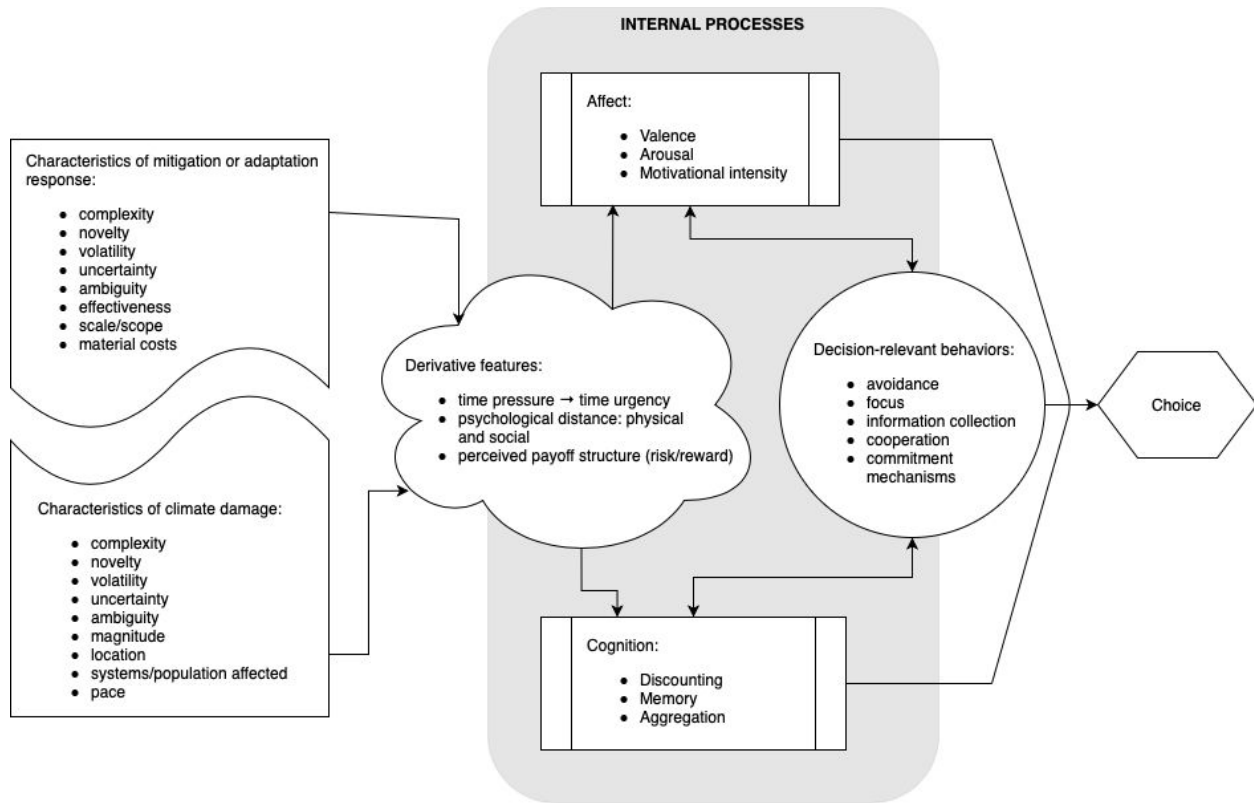 INTERNAL PROCESSES
Affect:
● Valence
● Arousal
● Motivational intensity
Characteristics of mitigation or adaptation
response:
● complexity
● novelty
● volatility
● uncertainty
● ambiguity
● effectiveness
● scale/scope
● material costs
Derivative features:
● time pressure → time urgency
● psychological distance: physical
and social
● perceived payoff structure (risk/reward)
Decision-relevant behaviors:
● avoidance
● focus
● information collection
● cooperation
● commitment
mechanisms
Choice
Characteristics of climate damage:
● complexity
● novelty
● volatility
● uncertainty
● ambiguity
● magnitude
● location
● systems/population affected
● pace
Cognition:
● Discounting
● Memory
● Aggregation